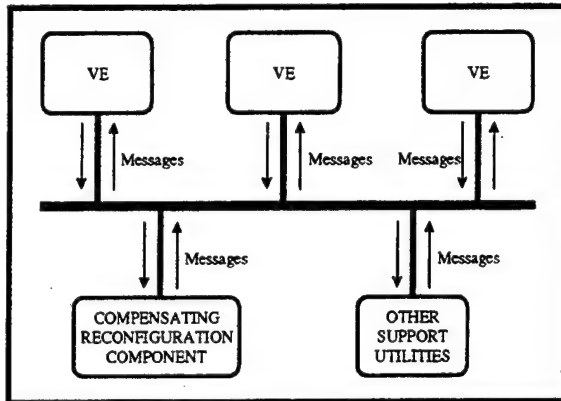 VE
VE
VE
Messages
Messages
Messages
Messages
Messages
COMPENSATING
RECONFIGURATION
COMPONENT
OTHER
SUPPORT
UTILITIES